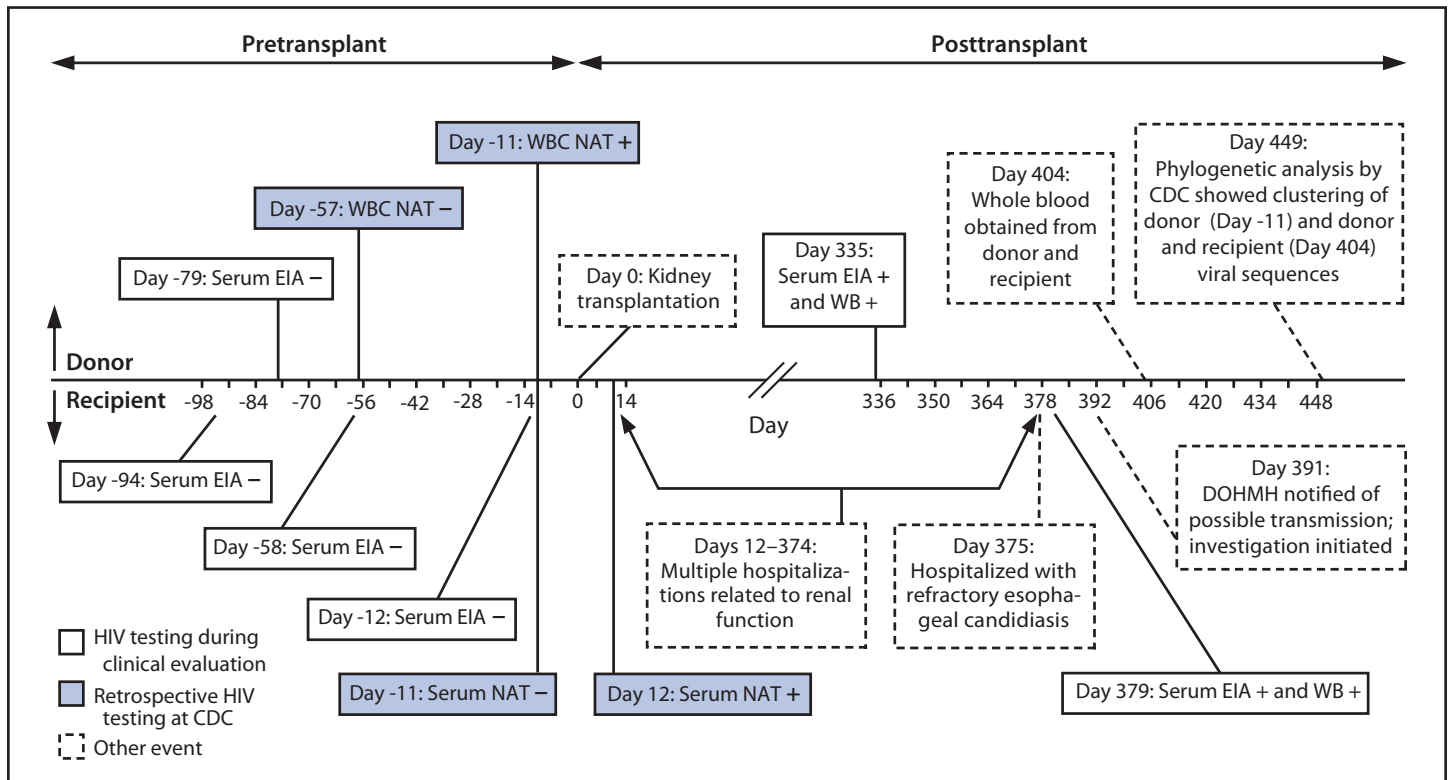 Pretransplant
Posttransplant
Day -11: WBC NAT +
Day -57: WBC NAT −
Day -79: Serum EIA −
Day 0: Kidney
transplantation
Day 335:
Serum EIA +
and WB +
Day 404:
Whole blood
obtained from
donor and
recipient
Day 449:
Phylogenetic analysis by
CDC showed clustering of
donor (Day -11) and donor
and recipient (Day 404)
viral sequences
Donor
Recipient
-98 -84 -70 -56 -42 -28 -14 0 14 336 350 364 378 392 406 420 434 448
Day
Day -94: Serum EIA −
Day -58: Serum EIA −
Day -12: Serum EIA −
Day -11: Serum NAT −
Day 12: Serum NAT +
Days 12–374:
Multiple hospitaliza-
tions related to renal
function
Day 375:
Hospitalized with
refractory esopha-
geal candidiasis
Day 391:
DOHMH notified of
possible transmission;
investigation initiated
Day 379: Serum EIA + and WB +
HIV testing during
clinical evaluation
Retrospective HIV
testing at CDC
Other event